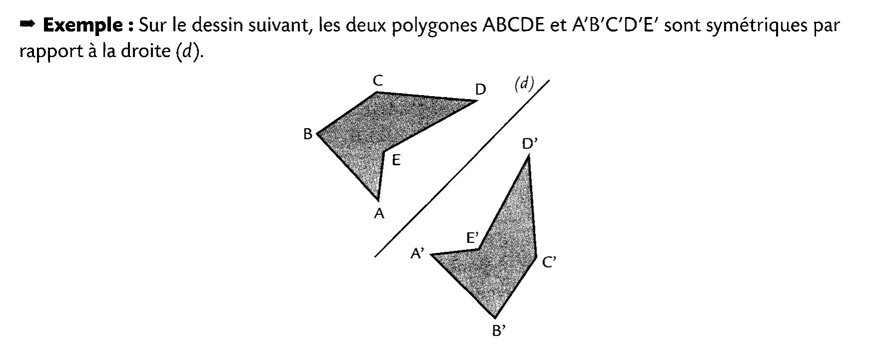 ➡ Exemple : Sur le dessin suivant, les deux polygones ABCDE et A’B’C’D’E’ sont symétriques par
rapport à la droite (d).
C
D
(d)
B
D’
E
A
E’
A’
C’
B’